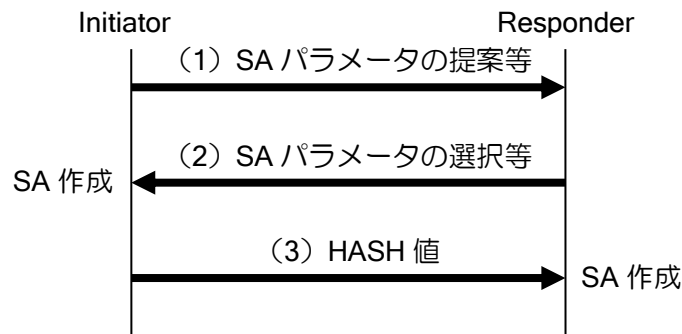 Initiator
Responder
（1）SA パラメータの提案等
（2）SA パラメータの選択等
SA 作成
（3）HASH 値
SA 作成